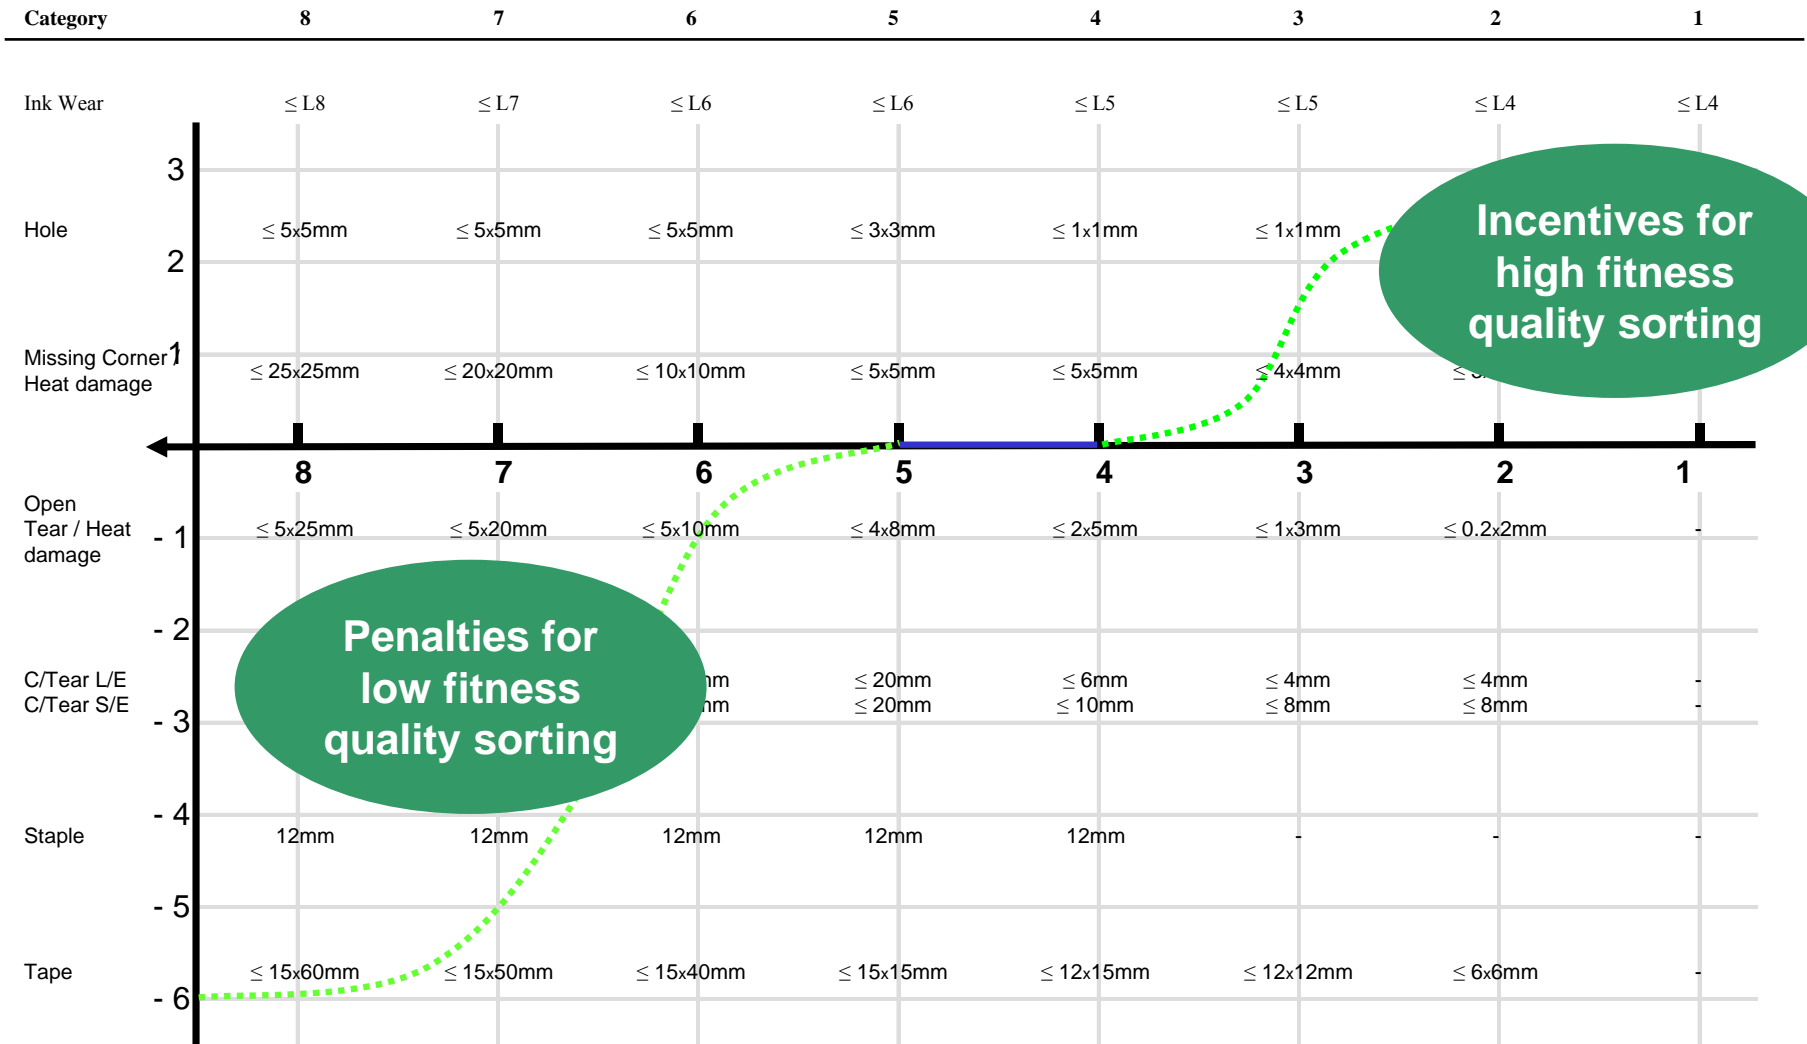 Category 8 7 6 5 4 3 2 1
Ink Wear ≤ L8 ≤ L7 ≤ L6 ≤ L6 ≤ L5 ≤ L5 ≤ L4 ≤ L4
3
Hole ≤ 5x5mm ≤ 5x5mm ≤ 5x5mm ≤ 3x3mm ≤ 1x1mm ≤ 1x1mm
2
Incentives for
high fitness
quality sorting
1
Missing Corner /
Heat damage ≤ 25x25mm ≤ 20x20mm ≤ 10x10mm ≤ 5x5mm ≤ 5x5mm ≤ 4x4mm ≤
8 7 6 5 4 3 2 1
Open
Tear / Heat
damage ≤ 5x25mm ≤ 5x20mm ≤ 5x10mm ≤ 4x8mm ≤ 2x5mm ≤ 1x3mm ≤ 0.2x2mm -
- 1
- 2
Penalties for
low fitness
quality sorting
C/Tear L/E ≤ 20mm ≤ 6mm ≤ 4mm ≤ 4mm -
C/Tear S/E ≤ 20mm ≤ 10mm ≤ 8mm ≤ 8mm -
- 3
- 4
Staple 12mm 12mm 12mm 12mm 12mm - - -
- 5
Tape ≤ 15x60mm ≤ 15x50mm ≤ 15x40mm ≤ 15x15mm ≤ 12x15mm ≤ 12x12mm ≤ 6x6mm -
- 6